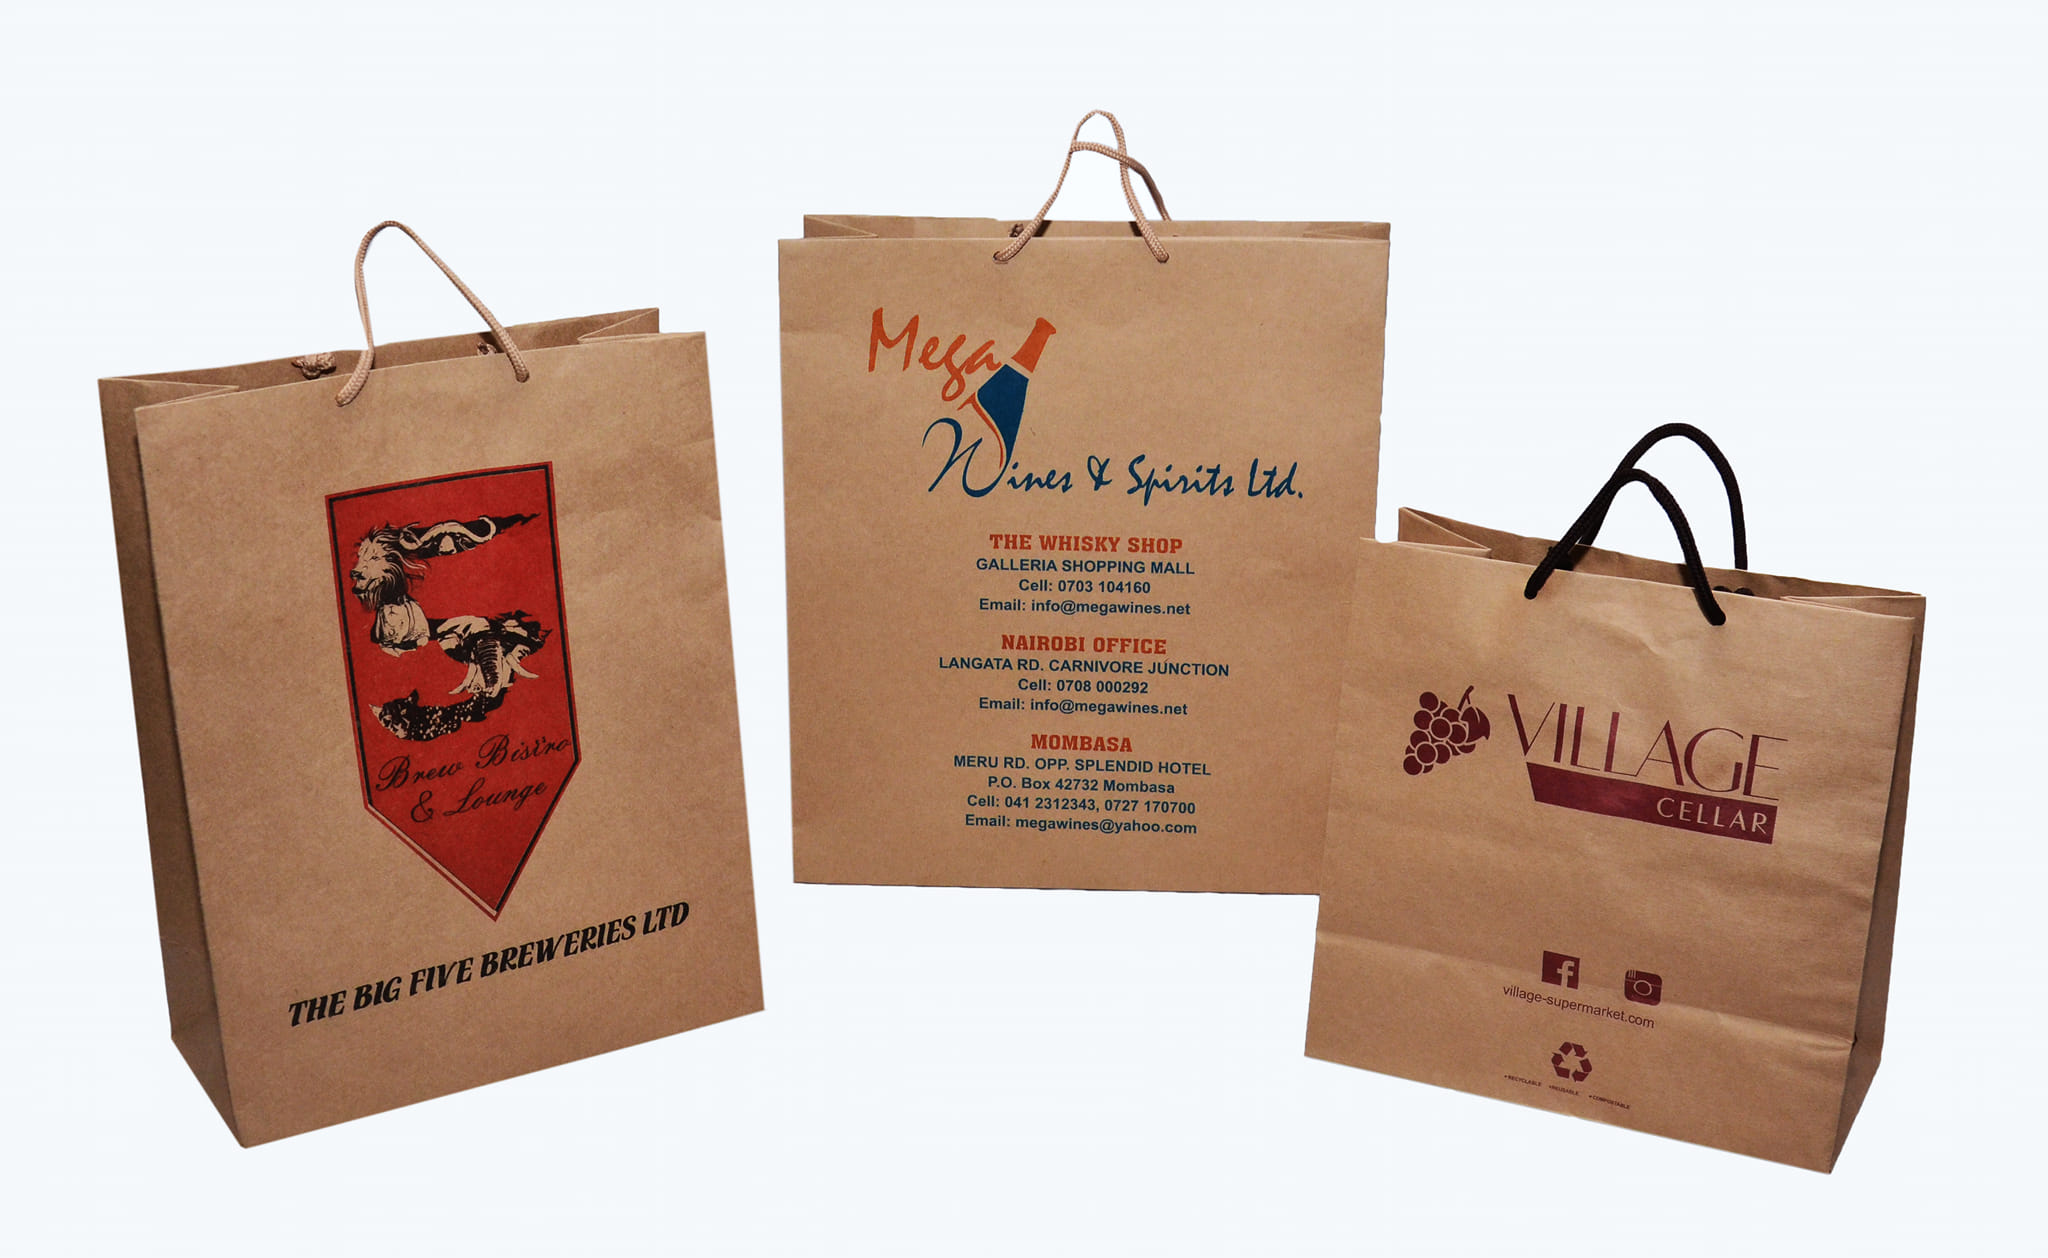 Brew Bistro
& Lounge
THE BIG FIVE BREWERIES LTD
Mega
Wines & Spirits Ltd.
THE WHISKY SHOP
GALLERIA SHOPPING MALL
Cell: 0703 104160
Email: info@megawines.net
NAIROBI OFFICE
LANGATA RD. CARNIVORE JUNCTION
Cell: 0708 000292
Email: info@megawines.net
MOMBASA
MERU RD. OPP. SPLENDID HOTEL
P.O. Box 42732 Mombasa
Cell: 041 2312343, 0727 170700
Email: megawines@yahoo.com
VILLAGE
CELLAR
village-supermarket.com
•RECYCLABLE •REUSABLE •COMPOSTABLE